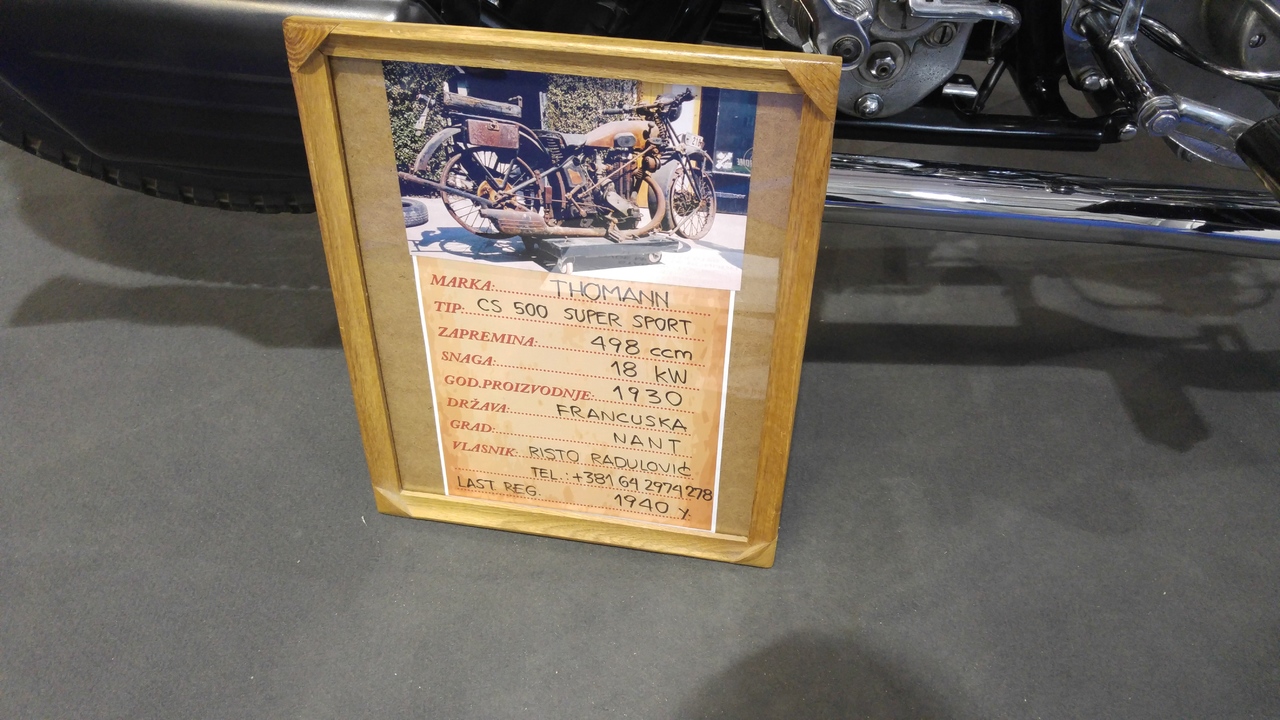 MARKA: THOMANN
TIP: CS 500 SUPER SPORT
ZAPREMINA: 498 ccm
SNAGA: 18 KW
GOD.PROIZVODNJE: 1930
DRŽAVA: FRANCUSKA
GRAD: NANT
VLASNIK: RISTO RADULOVIĆ
TEL.: +381 64 2974 278
LAST REG. 1940 y.